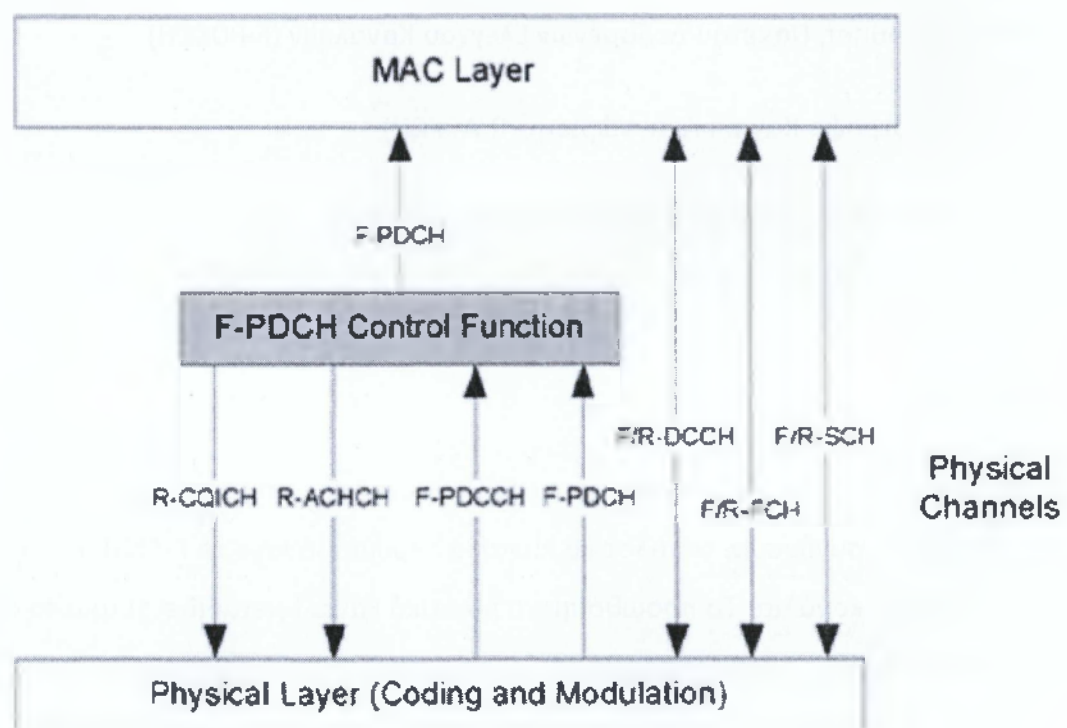 MAC Layer
F-PDCH
F-PDCH Control Function
F/R-DCCH F/R-SCH
Physical
Channels
R-CQICH R-ACHCH F-PDCCH F-PDCH
F/R-FCH
Physical Layer (Coding and Modulation)